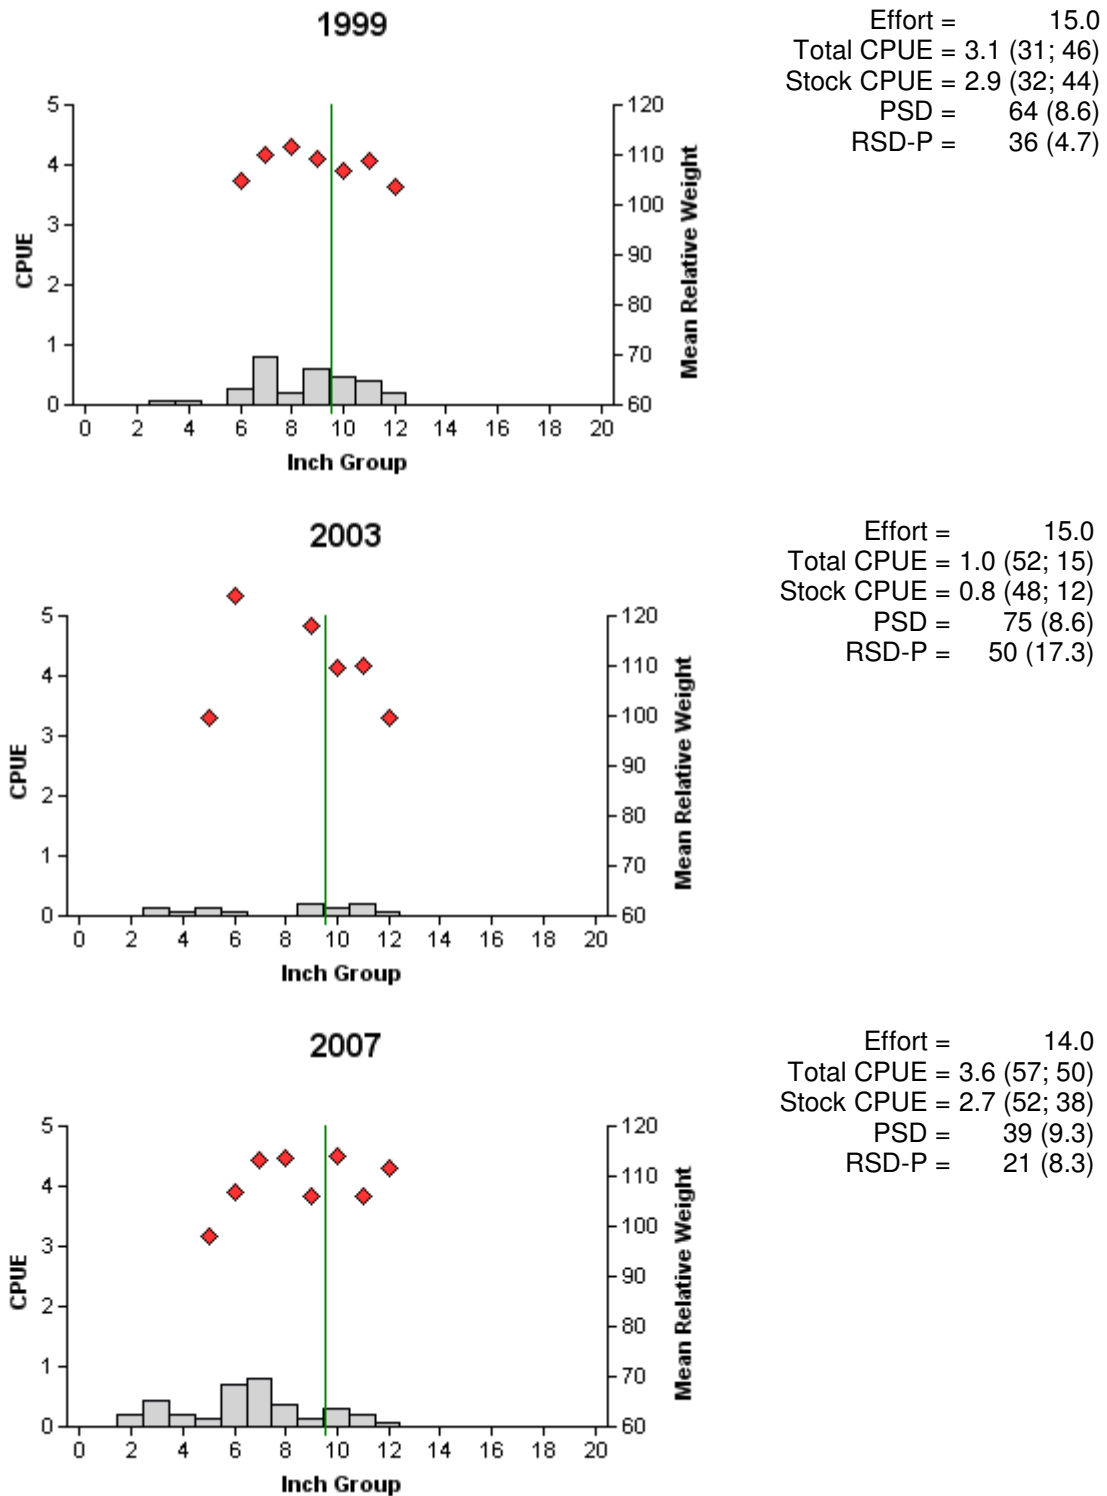 1999
Effort = 15.0
Total CPUE = 3.1 (31; 46)
Stock CPUE = 2.9 (32; 44)
PSD = 64 (8.6)
RSD-P = 36 (4.7)
5 120
4 110
100
3 90
2 80
1 70
0 60
CPUE
Mean Relative Weight
0 2 4 6 8 10 12 14 16 18 20
Inch Group
2003
Effort = 15.0
Total CPUE = 1.0 (52; 15)
Stock CPUE = 0.8 (48; 12)
PSD = 75 (8.6)
RSD-P = 50 (17.3)
5 120
4 110
100
3 90
2 80
1 70
0 60
CPUE
Mean Relative Weight
0 2 4 6 8 10 12 14 16 18 20
Inch Group
2007
Effort = 14.0
Total CPUE = 3.6 (57; 50)
Stock CPUE = 2.7 (52; 38)
PSD = 39 (9.3)
RSD-P = 21 (8.3)
5 120
4 110
100
3 90
2 80
1 70
0 60
CPUE
Mean Relative Weight
0 2 4 6 8 10 12 14 16 18 20
Inch Group